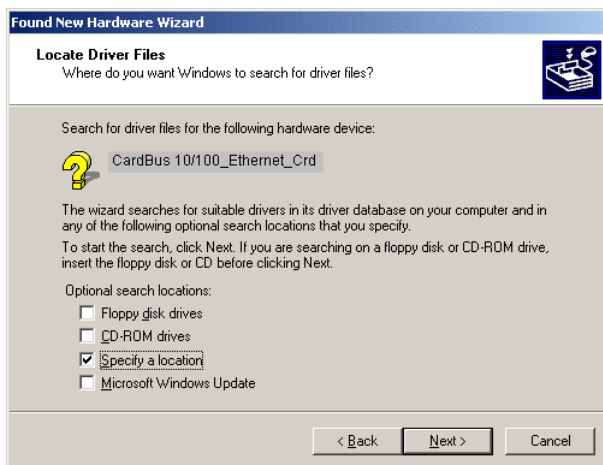 Found New Hardware Wizard
Locate Driver Files
Where do you want Windows to search for driver files?
Search for driver files for the following hardware device:
CardBus 10/100_Ethernet_Crd
The wizard searches for suitable drivers in its driver database on your computer and in
any of the following optional search locations that you specify.
To start the search, click Next. If you are searching on a floppy disk or CD-ROM drive,
insert the floppy disk or CD before clicking Next.
Optional search locations:
Floppy disk drives
CD-ROM drives
Specify a location
Microsoft Windows Update
< Back Next > Cancel